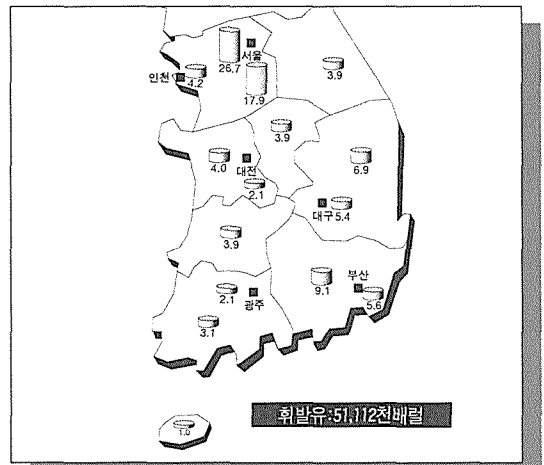 서울
26.7
3.9
인천
4.2
17.9
3.9
4.0
대전
6.9
2.1
대구
5.4
3.9
부산
9.1
5.6
2.1
광주
3.1
휘발유:51,112천배럴
1.0